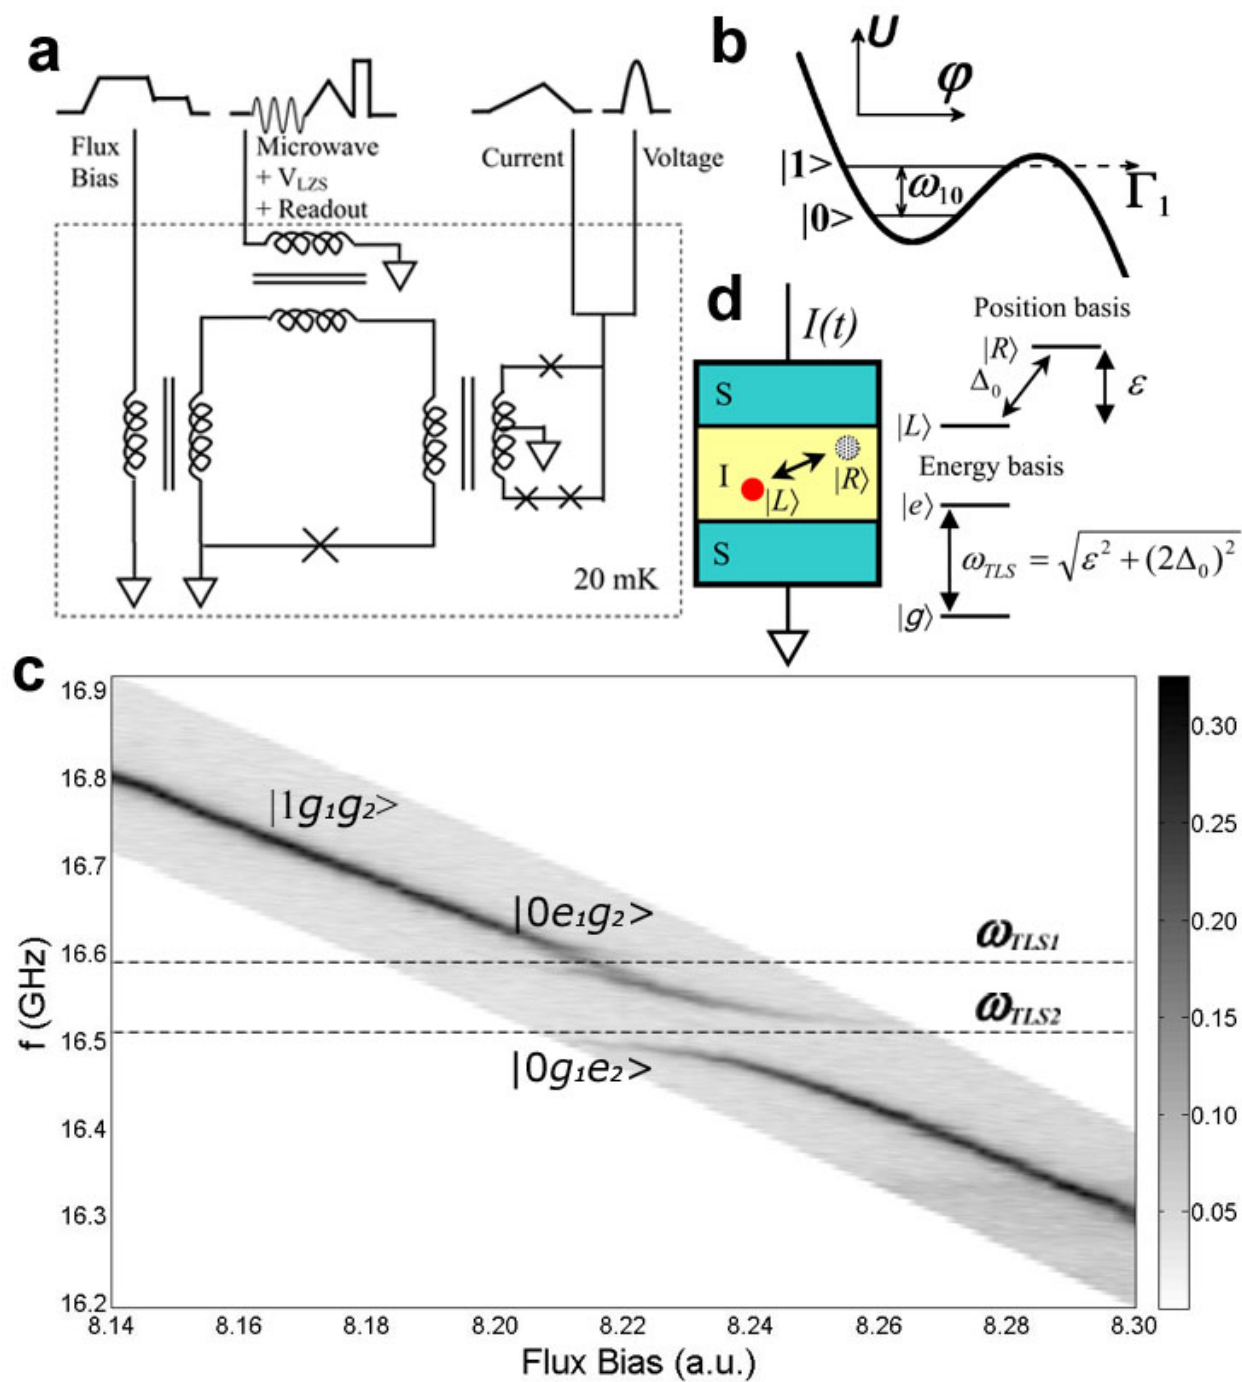 a
Flux
Bias
Microwave
+ V_LZS
+ Readout
Current
Voltage
20 mK
b
U
φ
|1>
ω₁₀
|0>
Γ₁
d
I(t)
S
I
|L⟩
|R⟩
S
Position basis
|R⟩
Δ₀
ε
|L⟩
Energy basis
|e⟩
ω_TLS = √(ε² + (2Δ₀)²)
|g⟩
c
16.9
16.8
16.7
16.6
16.5
16.4
16.3
16.2
f (GHz)
|1g₁g₂>
|0e₁g₂>
|0g₁e₂>
ω_TLS1
ω_TLS2
8.14 8.16 8.18 8.20 8.22 8.24 8.26 8.28 8.30
Flux Bias (a.u.)
0.30
0.25
0.20
0.15
0.10
0.05